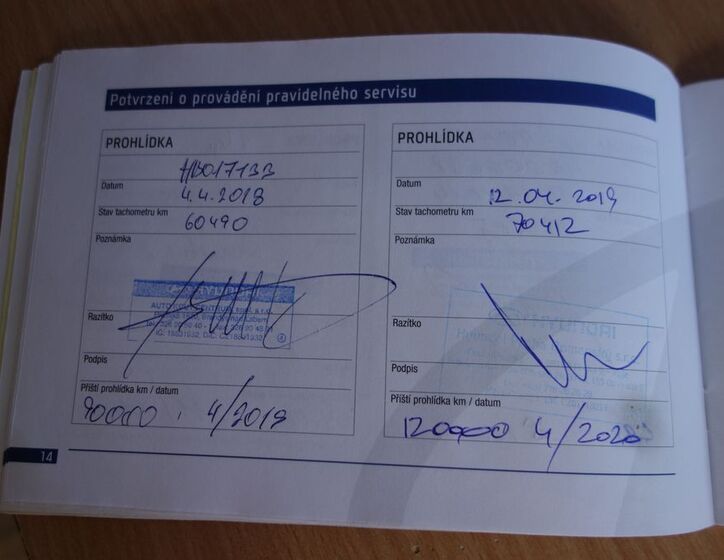 Potvrzení o provádění pravidelného servisu
PROHLÍDKA
HB017133
Datum 4.4.2018
Stav tachometru km 60490
Poznámka
Razítko
Podpis
Příští prohlídka km / datum
90000 4/2019
PROHLÍDKA
Datum 12.04.2019
Stav tachometru km 70412
Poznámka
Razítko
Podpis
Příští prohlídka km / datum
120000 4/2020
14